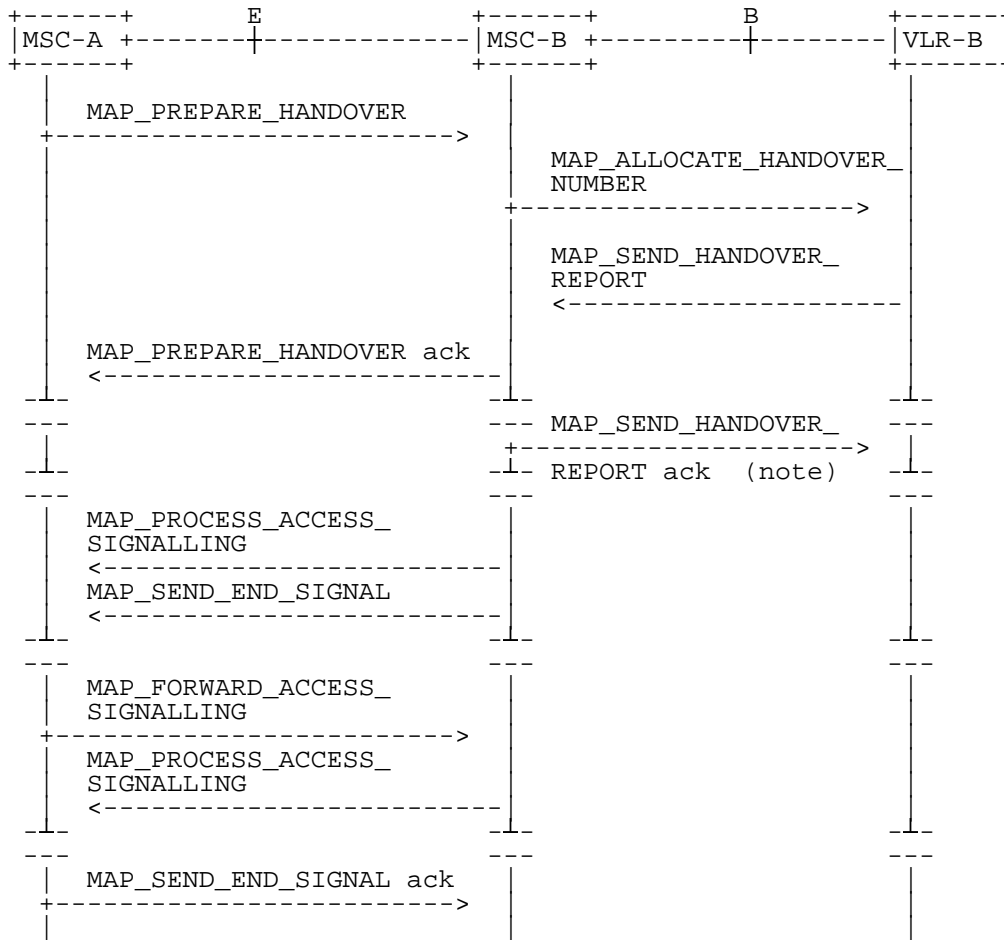 E B
MSC-A MSC-B VLR-B
MAP_PREPARE_HANDOVER
MAP_ALLOCATE_HANDOVER_
NUMBER
MAP_SEND_HANDOVER_
REPORT
MAP_PREPARE_HANDOVER ack
MAP_SEND_HANDOVER_
REPORT ack (note)
MAP_PROCESS_ACCESS_
SIGNALLING
MAP_SEND_END_SIGNAL
MAP_FORWARD_ACCESS_
SIGNALLING
MAP_PROCESS_ACCESS_
SIGNALLING
MAP_SEND_END_SIGNAL ack